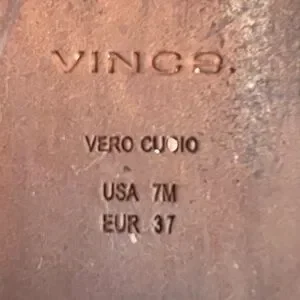 VINCE.
VERO CUOIO
USA 7M
EUR 37